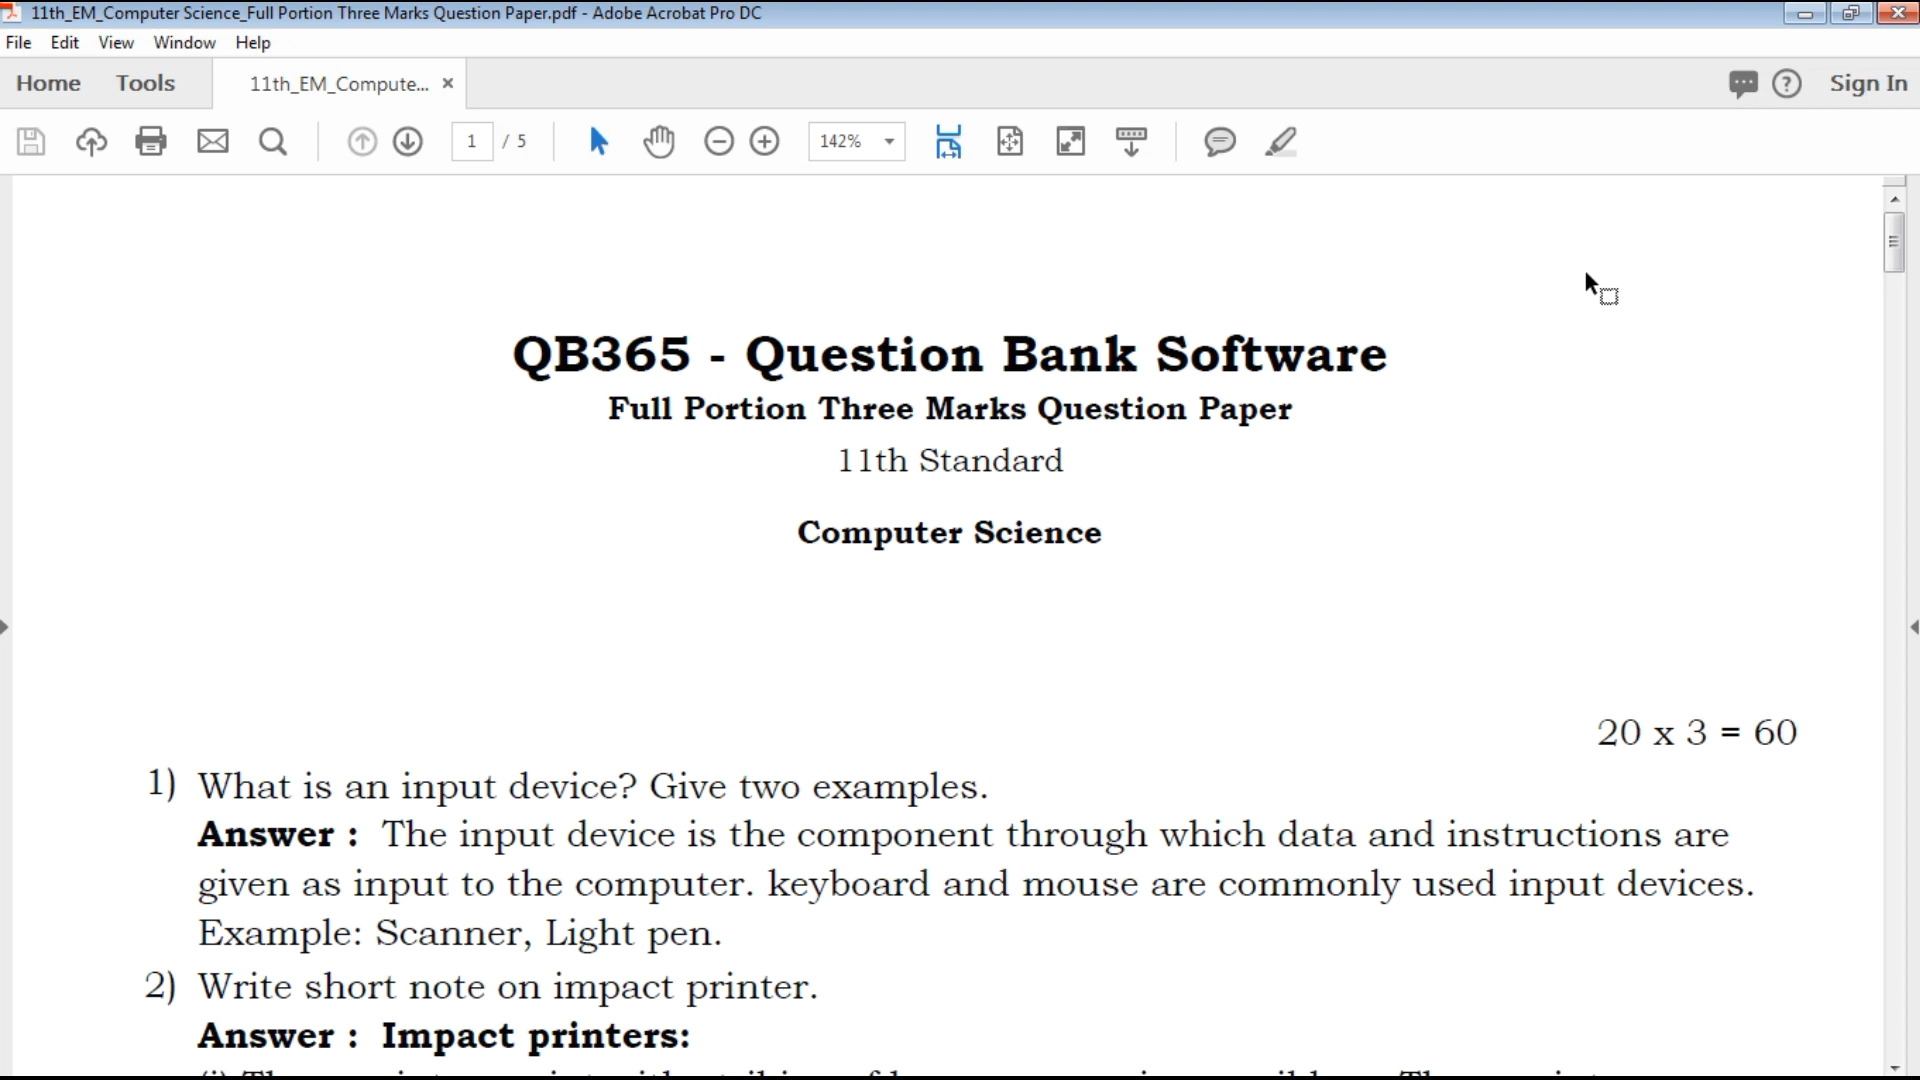 11th_EM_Computer Science_Full Portion Three Marks Question Paper.pdf - Adobe Acrobat Pro DC
File Edit View Window Help
Home Tools 11th_EM_Compute... × ? Sign In
1 / 5 142%
QB365 - Question Bank Software
Full Portion Three Marks Question Paper
11th Standard
Computer Science
20 x 3 = 60
1) What is an input device? Give two examples.
Answer : The input device is the component through which data and instructions are
given as input to the computer. keyboard and mouse are commonly used input devices.
Example: Scanner, Light pen.
2) Write short note on impact printer.
Answer : Impact printers: